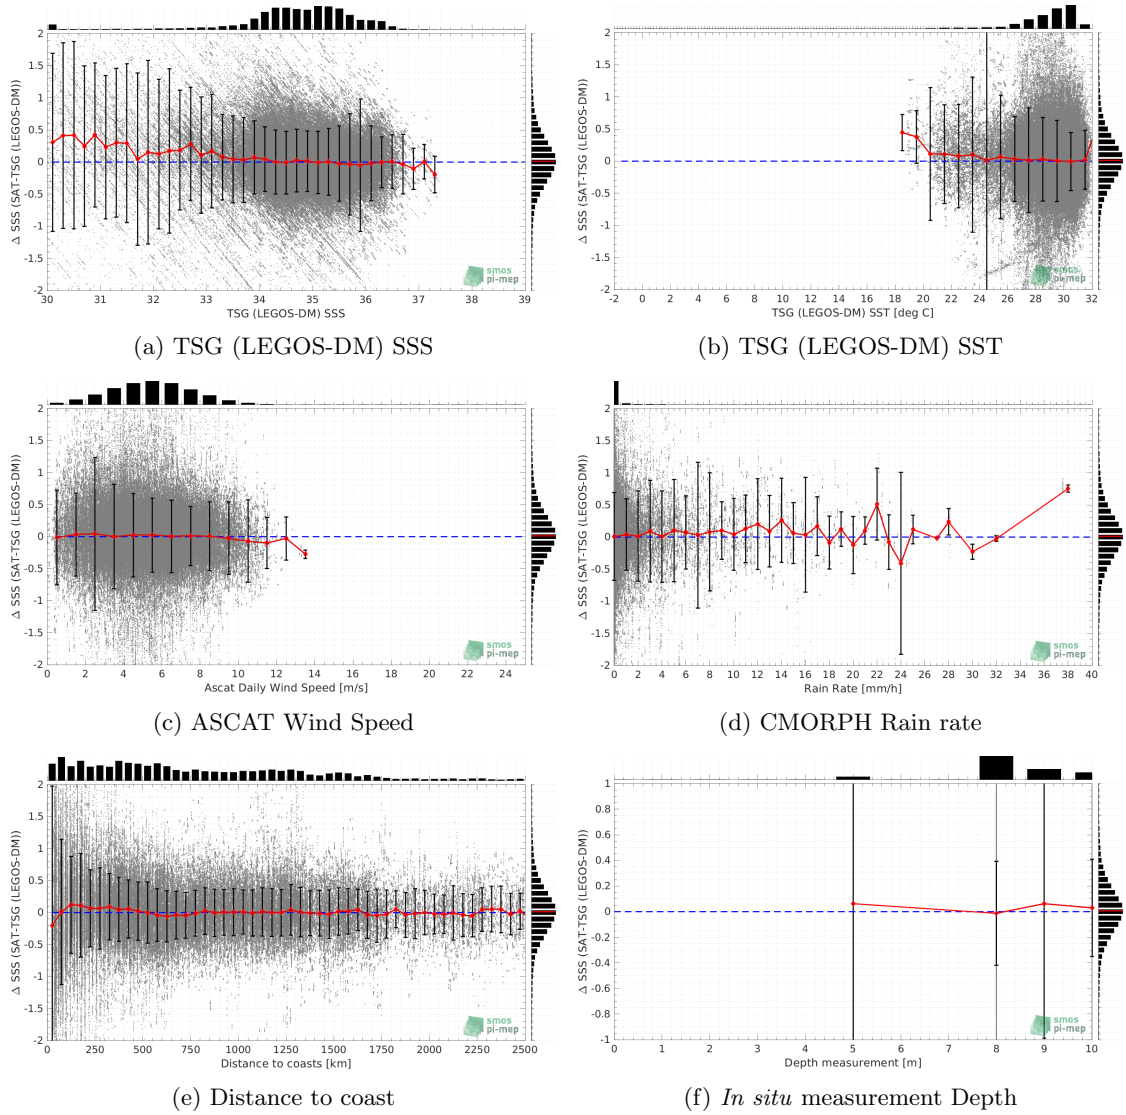 Δ SSS (SAT-TSG (LEGOS-DM))
2
1.5
1
0.5
0
-0.5
-1
-1.5
-2
30 31 32 33 34 35 36 37 38 39
TSG (LEGOS-DM) SSS
smos
pi-mep
(a) TSG (LEGOS-DM) SSS
Δ SSS (SAT-TSG (LEGOS-DM))
2
1.5
1
0.5
0
-0.5
-1
-1.5
-2
-2 0 2 4 6 8 10 12 14 16 18 20 22 24 26 28 30 32
TSG (LEGOS-DM) SST [deg C]
smos
pi-mep
(b) TSG (LEGOS-DM) SST
Δ SSS (SAT-TSG (LEGOS-DM))
2
1.5
1
0.5
0
-0.5
-1
-1.5
-2
0 2 4 6 8 10 12 14 16 18 20 22 24
Ascat Daily Wind Speed [m/s]
smos
pi-mep
(c) ASCAT Wind Speed
Δ SSS (SAT-TSG (LEGOS-DM))
2
1.5
1
0.5
0
-0.5
-1
-1.5
-2
0 2 4 6 8 10 12 14 16 18 20 22 24 26 28 30 32 34 36 38 40
Rain Rate [mm/h]
smos
pi-mep
(d) CMORPH Rain rate
Δ SSS (SAT-TSG (LEGOS-DM))
2
1.5
1
0.5
0
-0.5
-1
-1.5
-2
0 250 500 750 1000 1250 1500 1750 2000 2250 2500
Distance to coasts [km]
smos
pi-mep
(e) Distance to coast
Δ SSS (SAT-TSG (LEGOS-DM))
1
0.8
0.6
0.4
0.2
0
-0.2
-0.4
-0.6
-0.8
-1
0 1 2 3 4 5 6 7 8 9 10
Depth measurement [m]
smos
pi-mep
(f) In situ measurement Depth